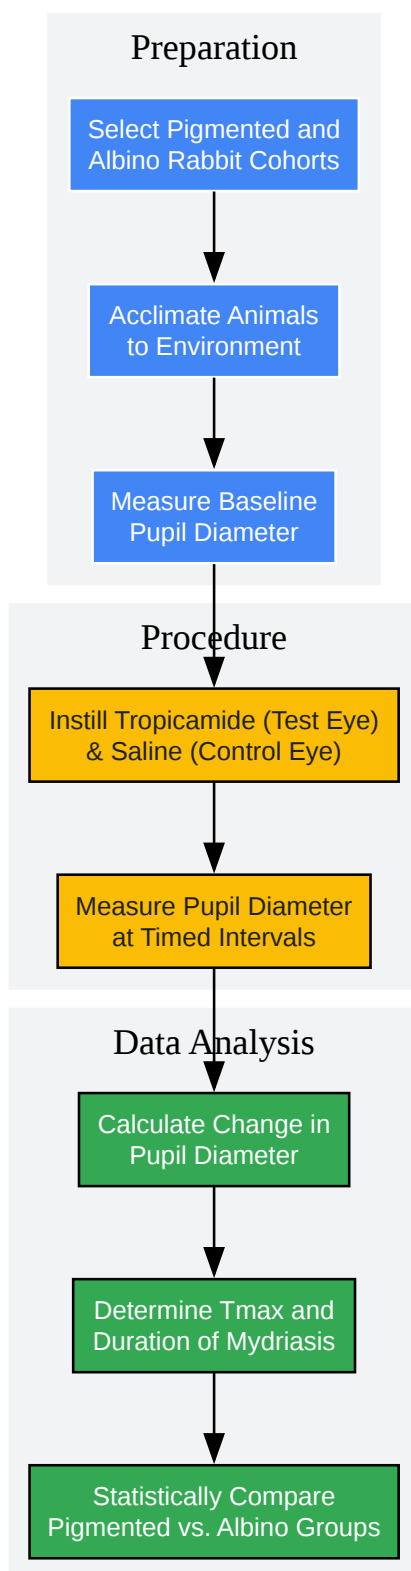 Preparation
Select Pigmented and
Albino Rabbit Cohorts
Acclimate Animals
to Environment
Measure Baseline
Pupil Diameter
Procedure
Instill Tropicamide (Test Eye)
& Saline (Control Eye)
Measure Pupil Diameter
at Timed Intervals
Data Analysis
Calculate Change in
Pupil Diameter
Determine Tmax and
Duration of Mydriasis
Statistically Compare
Pigmented vs. Albino Groups